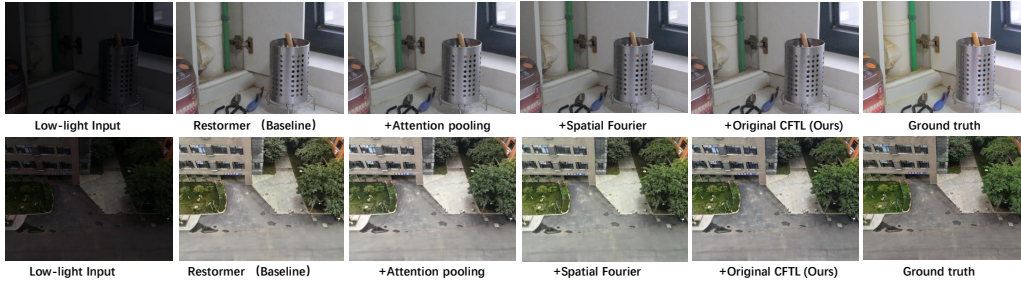 Low-light Input Restormer （Baseline） +Attention pooling +Spatial Fourier +Original CFTL (Ours) Ground truth
Low-light Input Restormer （Baseline） +Attention pooling +Spatial Fourier +Original CFTL (Ours) Ground truth